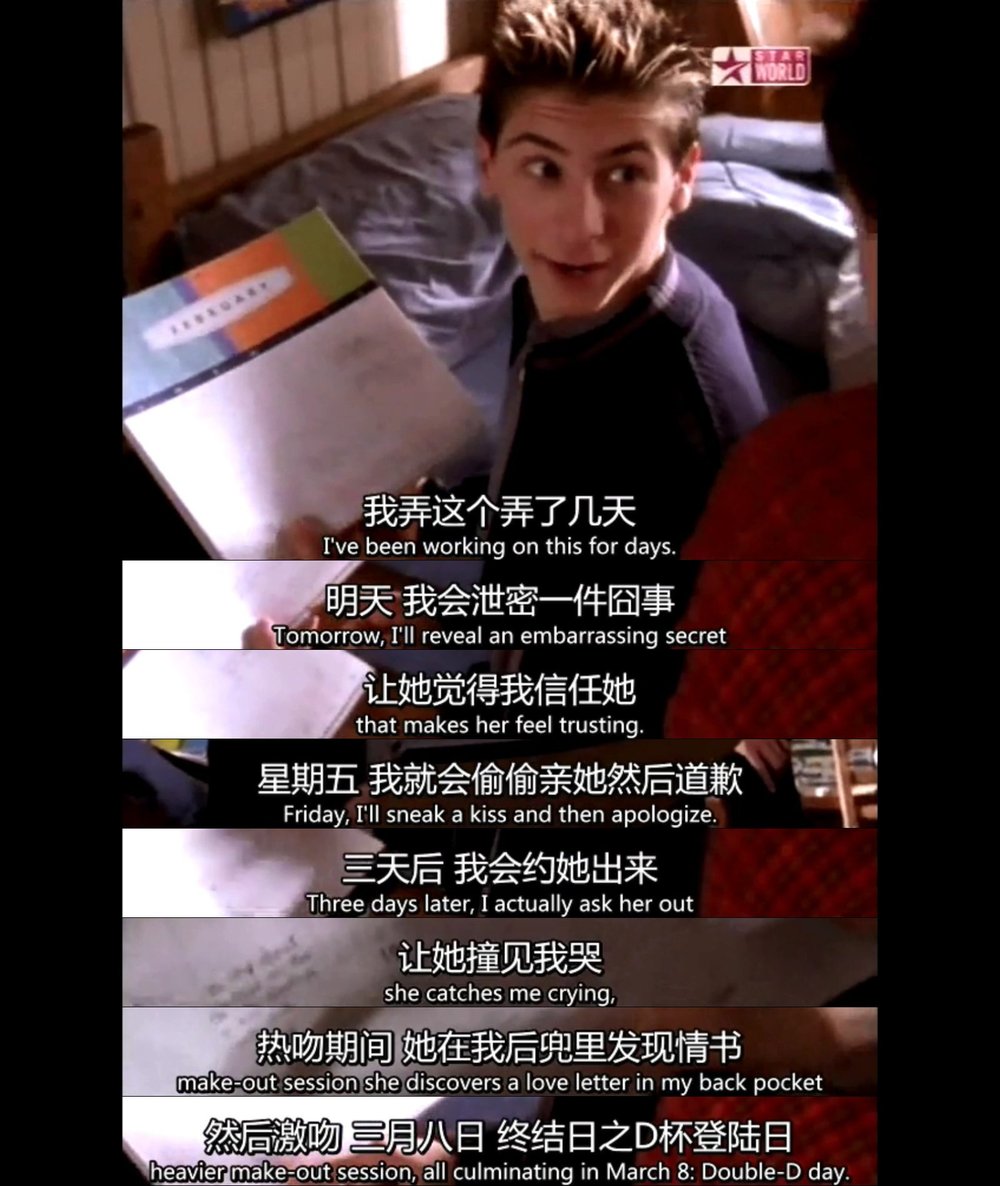 STAR
WORLD
FEBRUARY
我弄这个弄了几天
I've been working on this for days.
明天 我会泄密一件囧事
Tomorrow, I'll reveal an embarrassing secret
让她觉得我信任她
that makes her feel trusting.
星期五 我就会偷偷亲她然后道歉
Friday, I'll sneak a kiss and then apologize.
三天后 我会约她出来
Three days later, I actually ask her out
让她撞见我哭
she catches me crying,
热吻期间 她在我后兜里发现情书
make-out session she discovers a love letter in my back pocket
然后激吻 三月八日 终结日之D杯登陆日
heavier make-out session, all culminating in March 8: Double-D day.